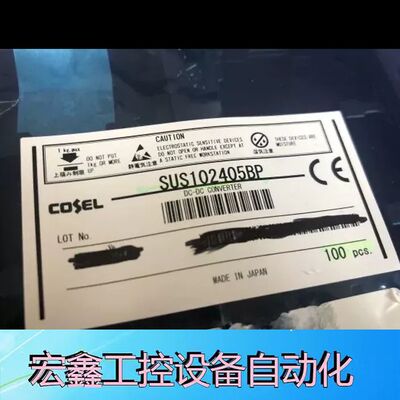 CAUTION
1 kg max
DO NOT PUT
1kg OR MORE
ELECTROSTATIC SENSITIVE DEVICES
DO NOT OPEN OR HANDLE EXCEPT AT
A STATIC FREE WORKSTATION
THESE DEVICES ARE
MOISTURE
上積み制限
UP
静電気注意
湿気注意
SUS102405BP
DC-DC CONVERTER
COSEL
CE
LOT No.
100 pcs.
MADE IN JAPAN
宏鑫工控设备自动化